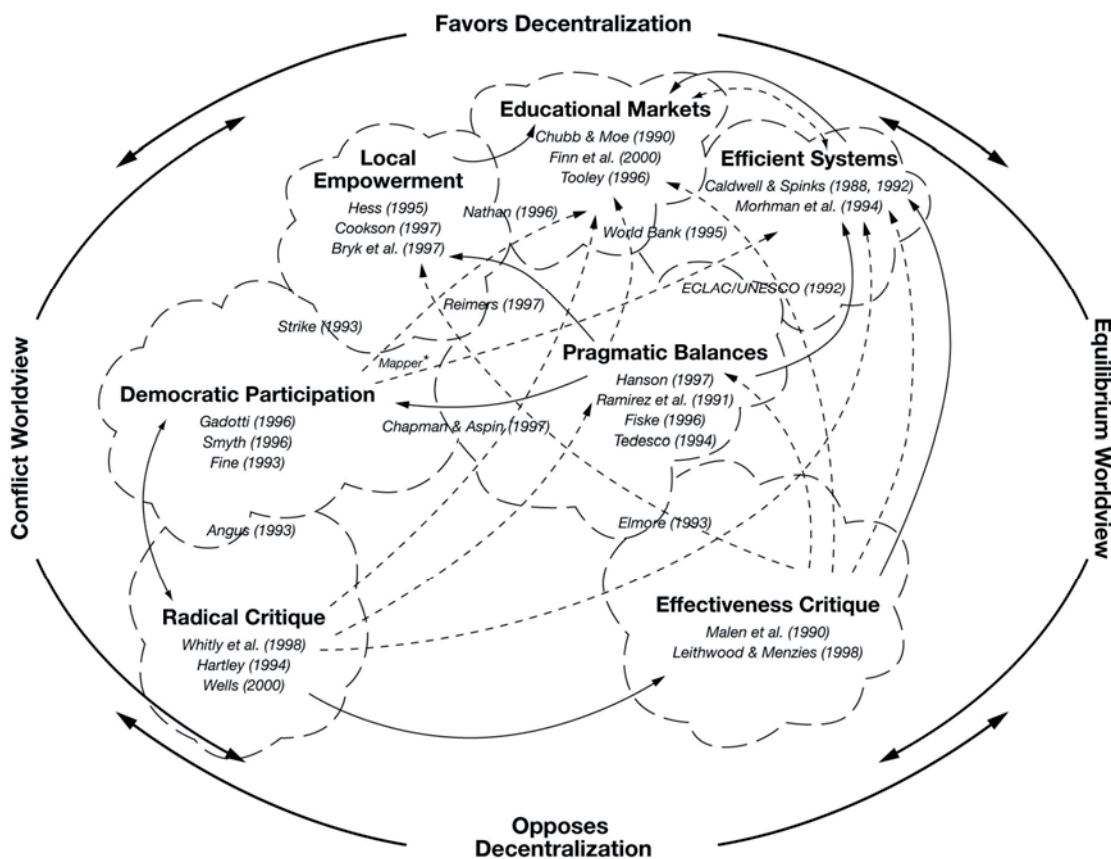 Favors Decentralization
Educational Markets
Chubb & Moe (1990)
Finn et al. (2000)
Tooley (1996)
Local
Empowerment
Hess (1995)
Cookson (1997)
Bryk et al. (1997)
Efficient Systems
Caldwell & Spinks (1988, 1992)
Morhman et al. (1994)
Nathan (1996)
World Bank (1995)
ECLAC/UNESCO (1992)
Reimers (1997)
Strike (1993)
Mapper*
Pragmatic Balances
Hanson (1997)
Ramirez et al. (1991)
Fiske (1996)
Tedesco (1994)
Democratic Participation
Gadotti (1996)
Smyth (1996)
Fine (1993)
Chapman & Aspin, (1997)
Conflict Worldview
Equilibrium Worldview
Angus (1993)
Elmore (1993)
Radical Critique
Whitly et al. (1998)
Hartley (1994)
Wells (2000)
Effectiveness Critique
Malen et al. (1990)
Leithwood & Menzies (1998)
Opposes
Decentralization